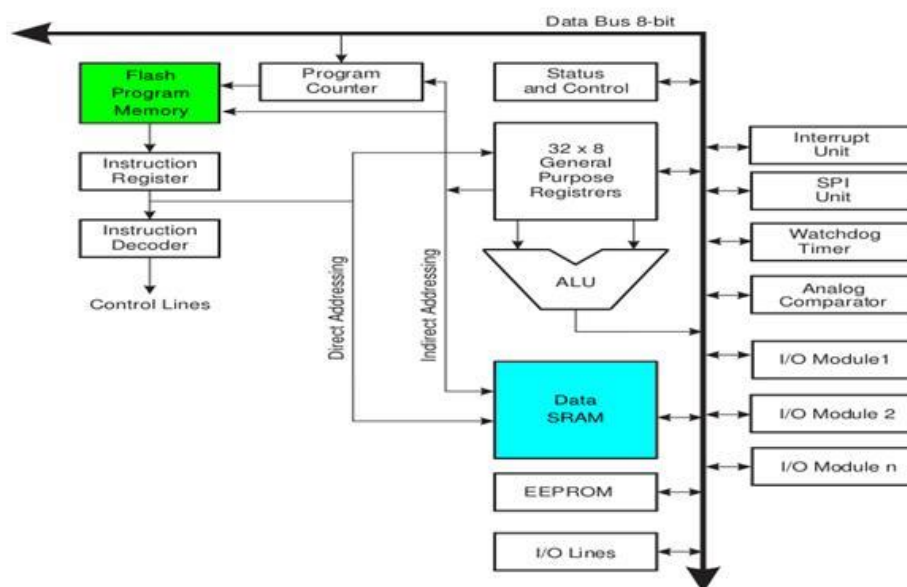 Data Bus 8-bit
Flash
Program
Memory
Program
Counter
Status
and Control
Instruction
Register
32 x 8
General
Purpose
Registrers
Instruction
Decoder
Control Lines
Direct Addressing
Indirect Addressing
ALU
Data
SRAM
EEPROM
I/O Lines
Interrupt
Unit
SPI
Unit
Watchdog
Timer
Analog
Comparator
I/O Module1
I/O Module 2
I/O Module n